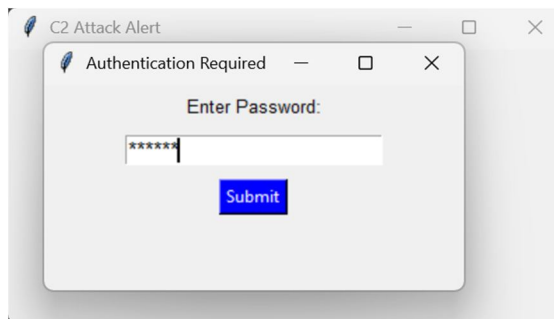 C2 Attack Alert
Authentication Required
Enter Password:
******
Submit